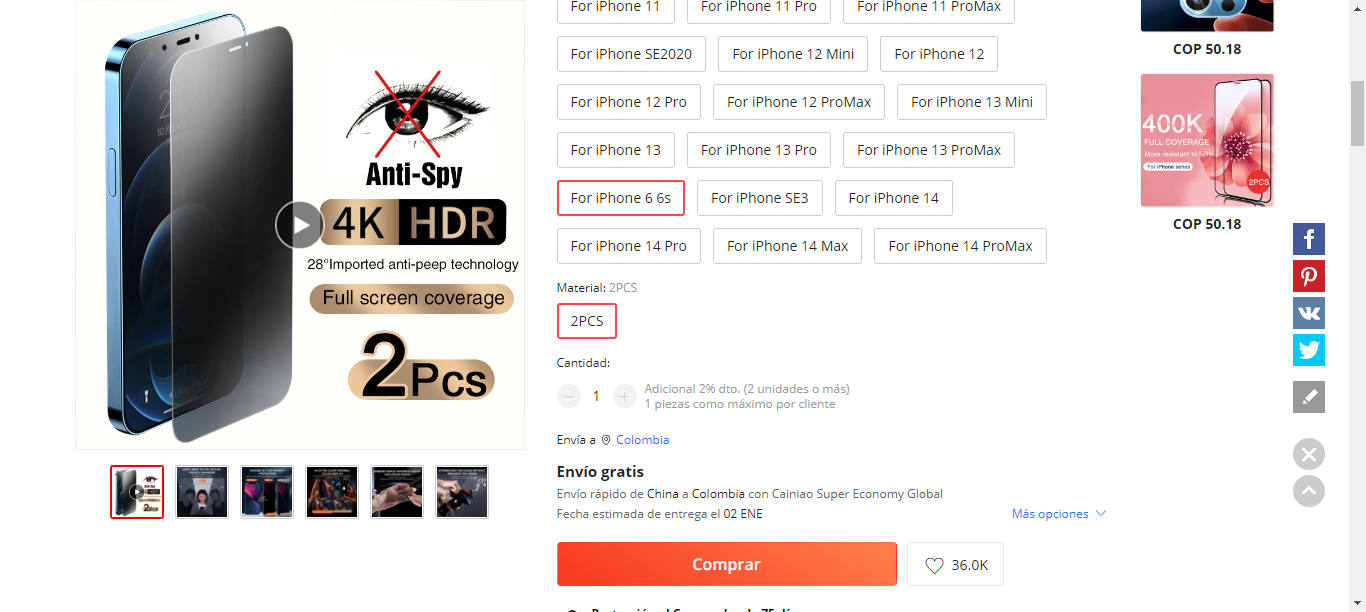 For iPhone 11
For iPhone 11 Pro
For iPhone 11 ProMax
For iPhone SE2020
For iPhone 12 Mini
For iPhone 12
For iPhone 12 Pro
For iPhone 12 ProMax
For iPhone 13 Mini
For iPhone 13
For iPhone 13 Pro
For iPhone 13 ProMax
For iPhone 6 6s
For iPhone SE3
For iPhone 14
For iPhone 14 Pro
For iPhone 14 Max
For iPhone 14 ProMax
Material: 2PCS
2PCS
Cantidad:
1
Adicional 2% dto. (2 unidades o más)
1 piezas como máximo por cliente
Envía a Colombia
Envío gratis
Envío rápido de China a Colombia con Cainiao Super Economy Global
Fecha estimada de entrega el 02 ENE
Más opciones
Comprar
36.0K
Anti-Spy
4K HDR
28°Imported anti-peep technology
Full screen coverage
2Pcs
COP 50.18
400K
FULL COVERAGE
More resistant to falls
For iPhone series
2PCS
COP 50.18